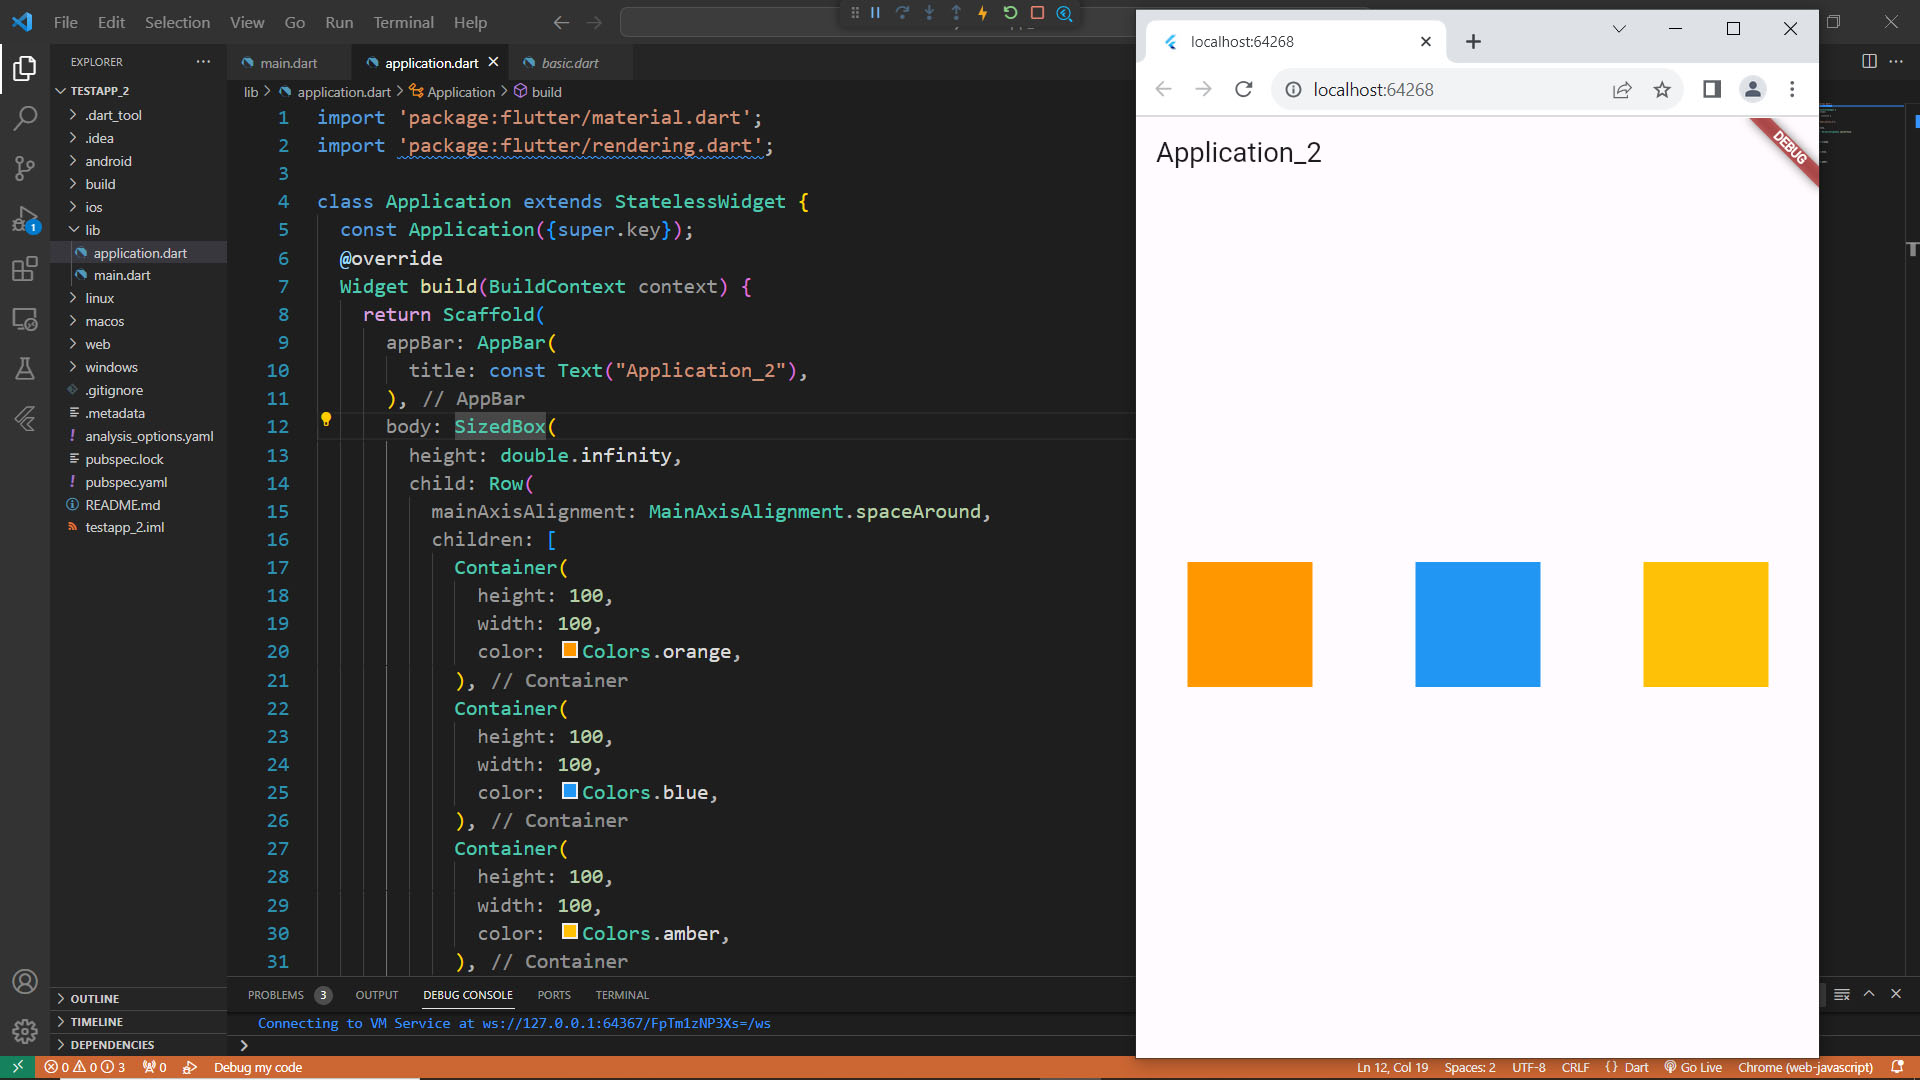 File Edit Selection View Go Run Terminal Help
EXPLORER
TESTAPP_2
.dart_tool
.idea
android
build
ios
lib
application.dart
main.dart
linux
macos
web
windows
.gitignore
.metadata
analysis_options.yaml
pubspec.lock
pubspec.yaml
README.md
testapp_2.iml
OUTLINE
TIMELINE
DEPENDENCIES
1
main.dart application.dart basic.dart
lib > application.dart > Application > build
1 import 'package:flutter/material.dart';
2 import 'package:flutter/rendering.dart';
3
4 class Application extends StatelessWidget {
5 const Application({super.key});
6 @override
7 Widget build(BuildContext context) {
8 return Scaffold(
9 appBar: AppBar(
10 title: const Text("Application_2"),
11 ), // AppBar
12 body: SizedBox(
13 height: double.infinity,
14 child: Row(
15 mainAxisAlignment: MainAxisAlignment.spaceAround,
16 children: [
17 Container(
18 height: 100,
19 width: 100,
20 color: Colors.orange,
21 ), // Container
22 Container(
23 height: 100,
24 width: 100,
25 color: Colors.blue,
26 ), // Container
27 Container(
28 height: 100,
29 width: 100,
30 color: Colors.amber,
31 ), // Container
PROBLEMS 3 OUTPUT DEBUG CONSOLE PORTS TERMINAL
Connecting to VM Service at ws://127.0.0.1:64367/FpTm1zNP3Xs=/ws
localhost:64268
localhost:64268
Application_2
DEBUG
0 0 3 0 Debug my code
Ln 12, Col 19 Spaces: 2 UTF-8 CRLF {} Dart Go Live Chrome (web-javascript)